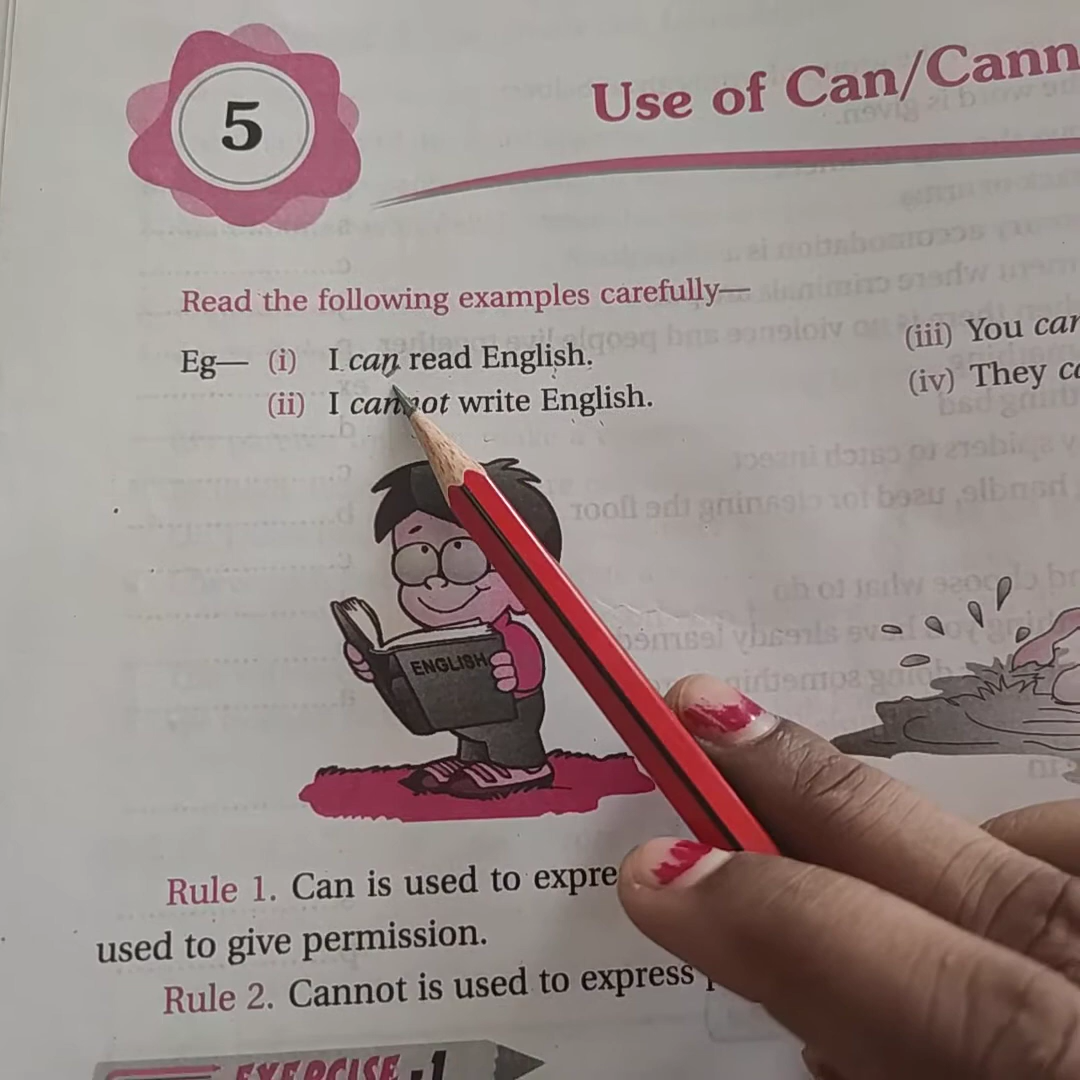 5
Use of Can/Cann
Read the following examples carefully—
Eg— (i) I can read English.
(ii) I cannot write English.
(iii) You can
(iv) They
ENGLISH
Rule 1. Can is used to expre
used to give permission.
Rule 2. Cannot is used to express
EXERCISE - 1